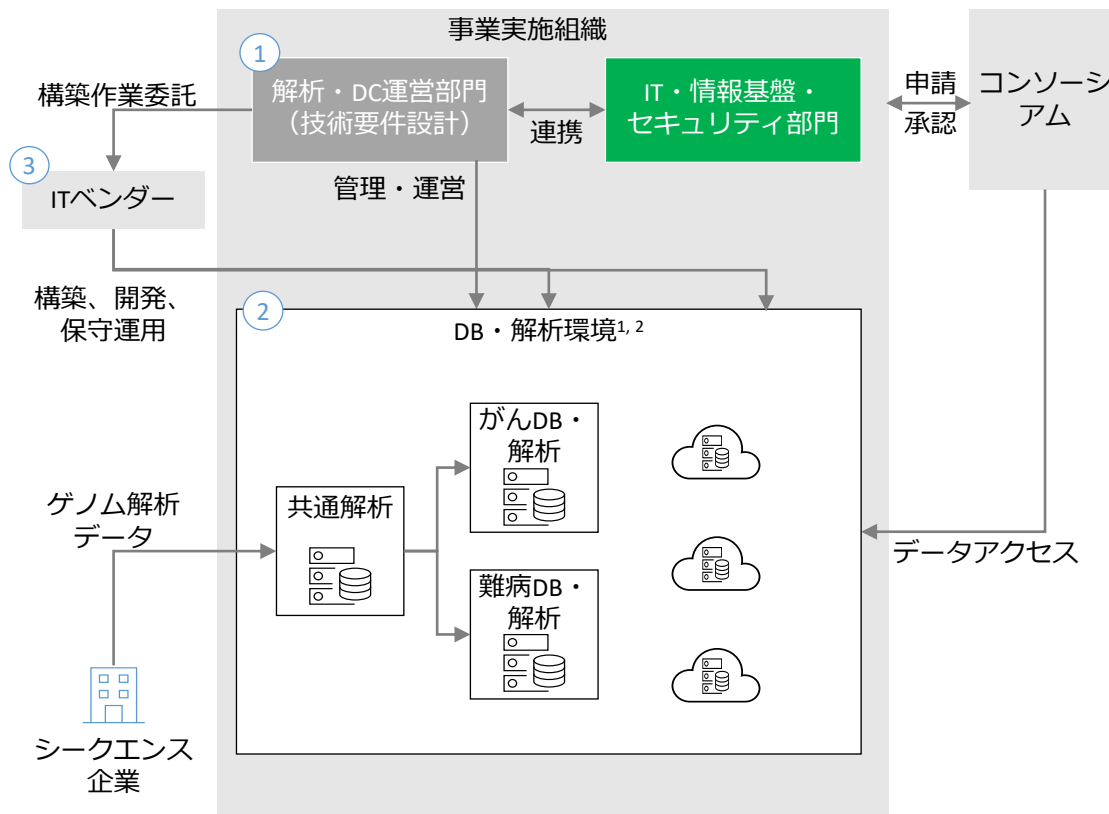 事業実施組織
1
解析・DC運営部門
（技術要件設計）
連携
IT・情報基盤・
セキュリティ部門
申請
承認
コンソーシ
アム
構築作業委託
3
ITベンダー
管理・運営
構築、開発、
保守運用
2
DB・解析環境1, 2
がんDB・
解析
共通解析
難病DB・
解析
ゲノム解析
データ
データアクセス
シークエンス
企業